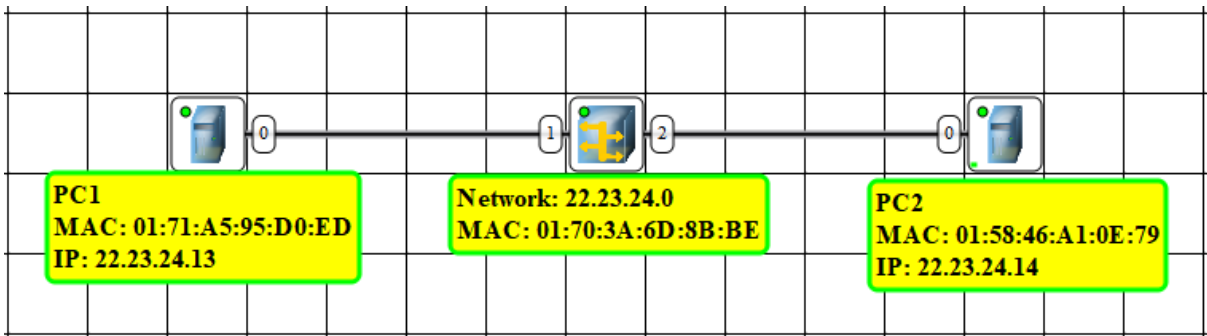 0
1
2
0
PC1
MAC: 01:71:A5:95:D0:ED
IP: 22.23.24.13
Network: 22.23.24.0
MAC: 01:70:3A:6D:8B:BE
PC2
MAC: 01:58:46:A1:0E:79
IP: 22.23.24.14